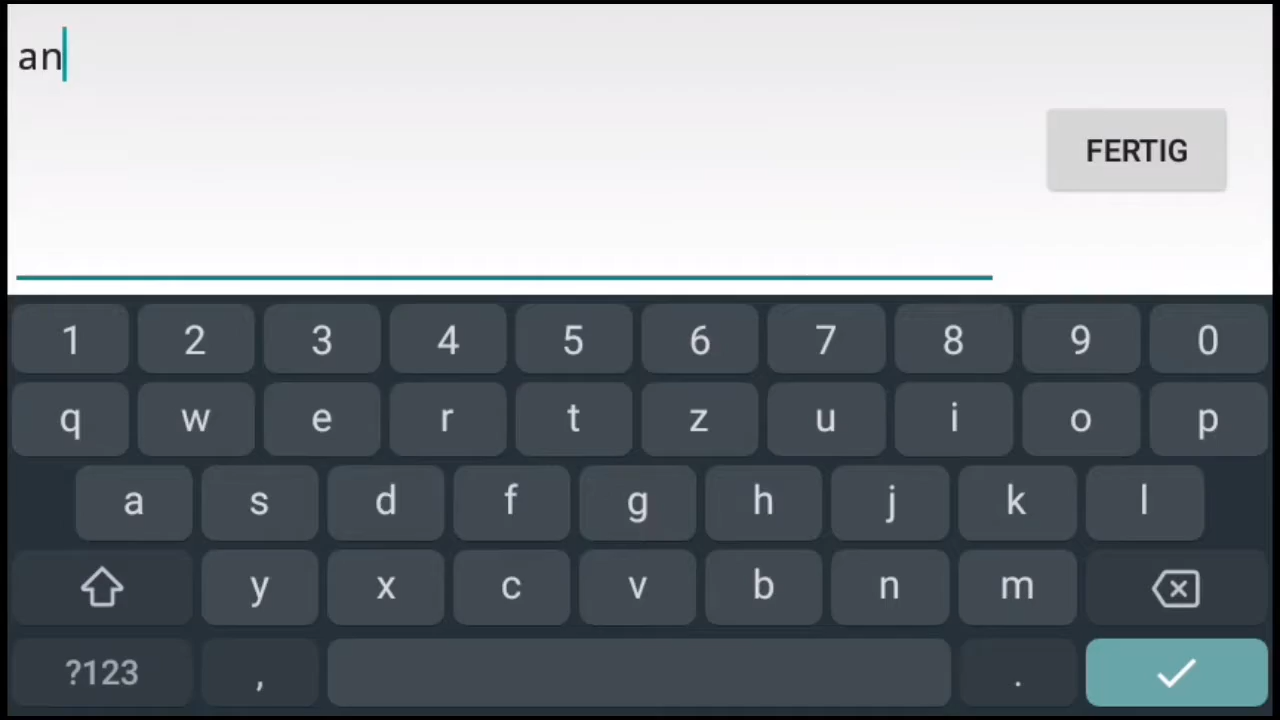 an
FERTIG
1 2 3 4 5 6 7 8 9 0
q w e r t z u i o p
a s d f g h j k l
y x c v b n m
?123 , .